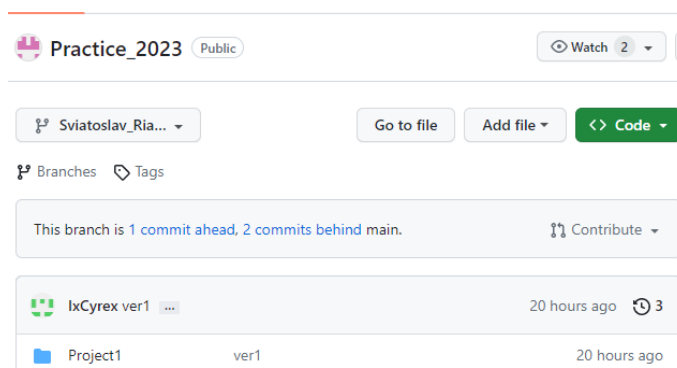 Practice_2023 Public Watch 2
Sviatoslav_Ria... Go to file Add file <> Code
Branches Tags
This branch is 1 commit ahead, 2 commits behind main. Contribute
IxCyrex ver1 ... 20 hours ago 3
Project1 ver1 20 hours ago